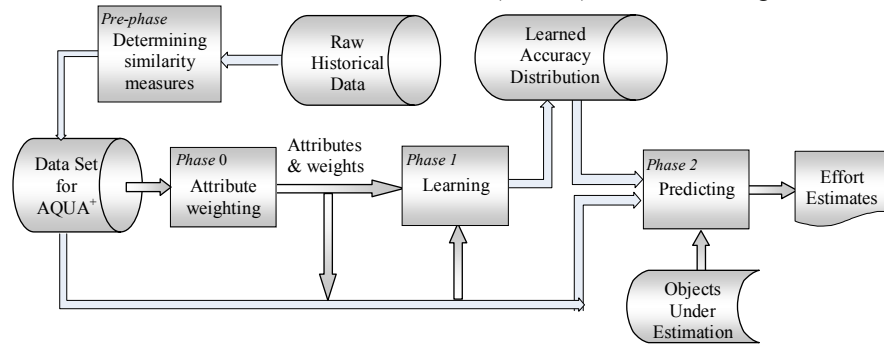 Pre-phase
Determining
similarity
measures
Raw
Historical
Data
Learned
Accuracy
Distribution
Data Set
for
AQUA+
Phase 0
Attribute
weighting
Attributes
& weights
Phase 1
Learning
Phase 2
Predicting
Effort
Estimates
Objects
Under
Estimation